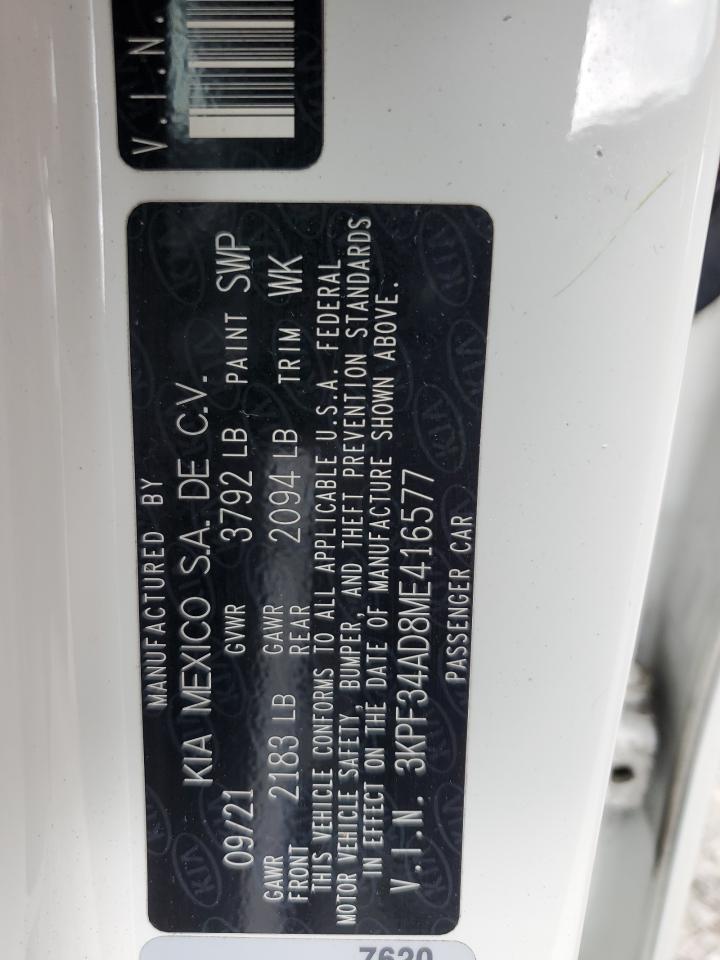 V.I.N.
MANUFACTURED BY
KIA MEXICO S.A. DE C.V.
09/21 GVWR 3792 LB PAINT SWP
GAWR FRONT 2183 LB GAWR REAR 2094 LB TRIM WK
THIS VEHICLE CONFORMS TO ALL APPLICABLE U.S.A. FEDERAL
MOTOR VEHICLE SAFETY, BUMPER, AND THEFT PREVENTION STANDARDS
IN EFFECT ON THE DATE OF MANUFACTURE SHOWN ABOVE.
V.I.N. 3KPF34AD8ME416577
PASSENGER CAR
7620